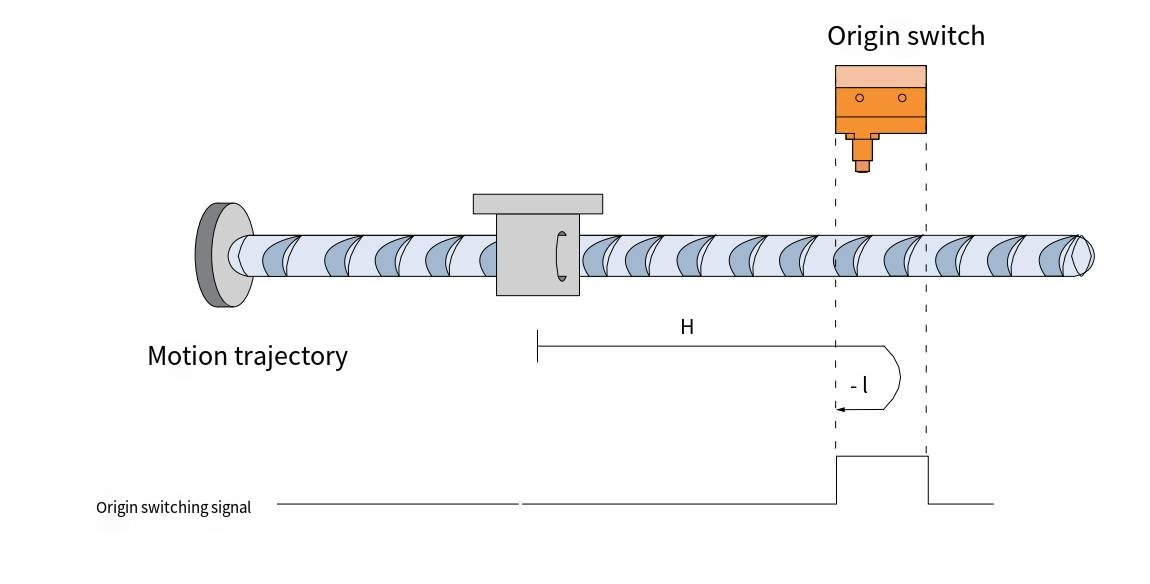 Origin switch
H
Motion trajectory
- l
Origin switching signal